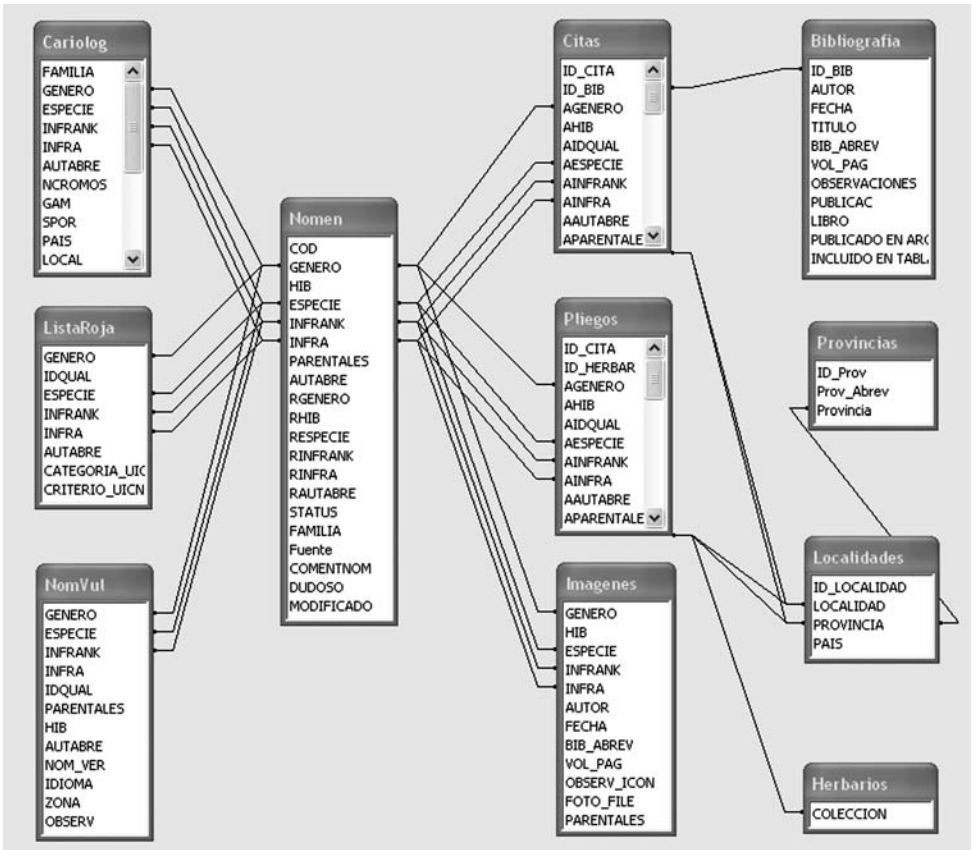 Cariolog
FAMILIA
GENERO
ESPECIE
INFRANK
INFRA
AUTABRE
NCROMOS
GAM
SPOR
PAIS
LOCAL
ListaRoja
GENERO
IDQUAL
ESPECIE
INFRANK
INFRA
AUTABRE
CATEGORIA_UIC
CRITERIO_UICN
NomVul
GENERO
ESPECIE
INFRANK
INFRA
IDQUAL
PARENTALES
HIB
AUTABRE
NOM_VER
IDIOMA
ZONA
OBSERV
Nomen
COD
GENERO
HIB
ESPECIE
INFRANK
INFRA
PARENTALES
AUTABRE
RGENERO
RHIB
RESPECIE
RINFRANK
RINFRA
RAUTABRE
STATUS
FAMILIA
Fuente
COMENTNOM
DUDOSO
MODIFICADO
Citas
ID_CITA
ID_BIB
AGENERO
AHIB
AIDQUAL
AESPECIE
AINFRANK
AINFRA
AAUTABRE
APARENTALE
Pliegos
ID_CITA
ID_HERBAR
AGENERO
AHIB
AIDQUAL
AESPECIE
AINFRANK
AINFRA
AAUTABRE
APARENTALE
Imagenes
GENERO
HIB
ESPECIE
INFRANK
INFRA
AUTOR
FECHA
BIB_ABREV
VOL_PAG
OBSERV_ICON
FOTO_FILE
PARENTALES
Bibliografia
ID_BIB
AUTOR
FECHA
TITULO
BIB_ABREV
VOL_PAG
OBSERVACIONES
PUBLICAC
LIBRO
PUBLICADO EN ARC
INCLUIDO EN TABL
Provincias
ID_Prov
Prov_Abrev
Provincia
Localidades
ID_LOCALIDAD
LOCALIDAD
PROVINCIA
PAIS
Herbarios
COLECCION